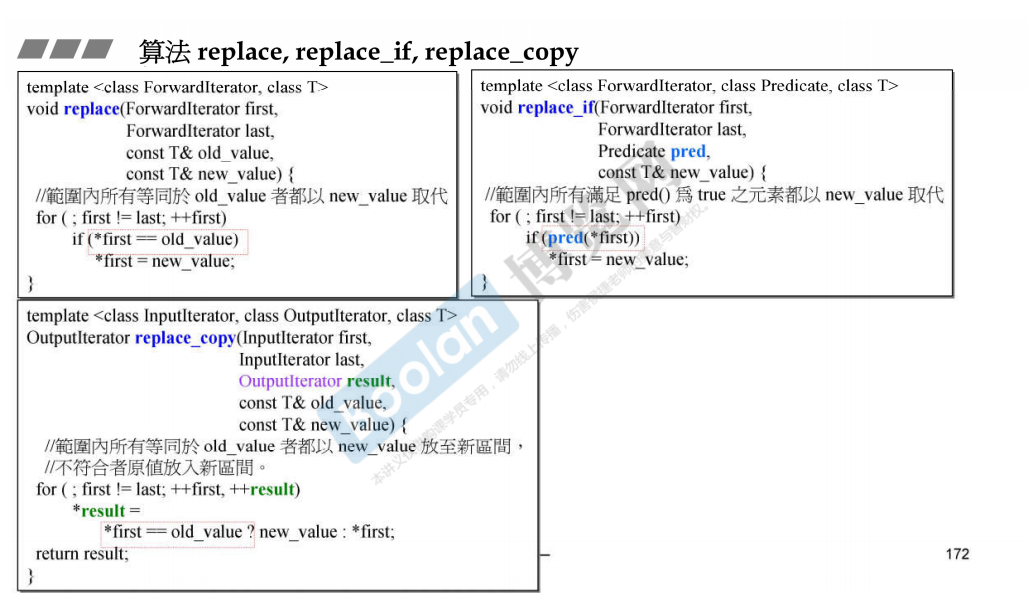 算法 replace, replace_if, replace_copy
template <class ForwardIterator, class T>
void replace(ForwardIterator first,
ForwardIterator last,
const T& old_value,
const T& new_value) {
//範圍內所有等同於 old_value 者都以 new_value 取代
for ( ; first != last; ++first)
if (*first == old_value)
*first = new_value;
}
template <class ForwardIterator, class Predicate, class T>
void replace_if(ForwardIterator first,
ForwardIterator last,
Predicate pred,
const T& new_value) {
//範圍內所有滿足 pred() 爲 true 之元素都以 new_value 取代
for ( ; first != last; ++first)
if (pred(*first))
*first = new_value;
}
template <class InputIterator, class OutputIterator, class T>
OutputIterator replace_copy(InputIterator first,
InputIterator last,
OutputIterator result,
const T& old_value,
const T& new_value) {
//範圍內所有等同於 old_value 者都以 new_value 放至新區間，
//不符合者原值放入新區間。
for ( ; first != last; ++first, ++result)
*result =
*first == old_value ? new_value : *first;
return result;
}
Boolan 博览网
172